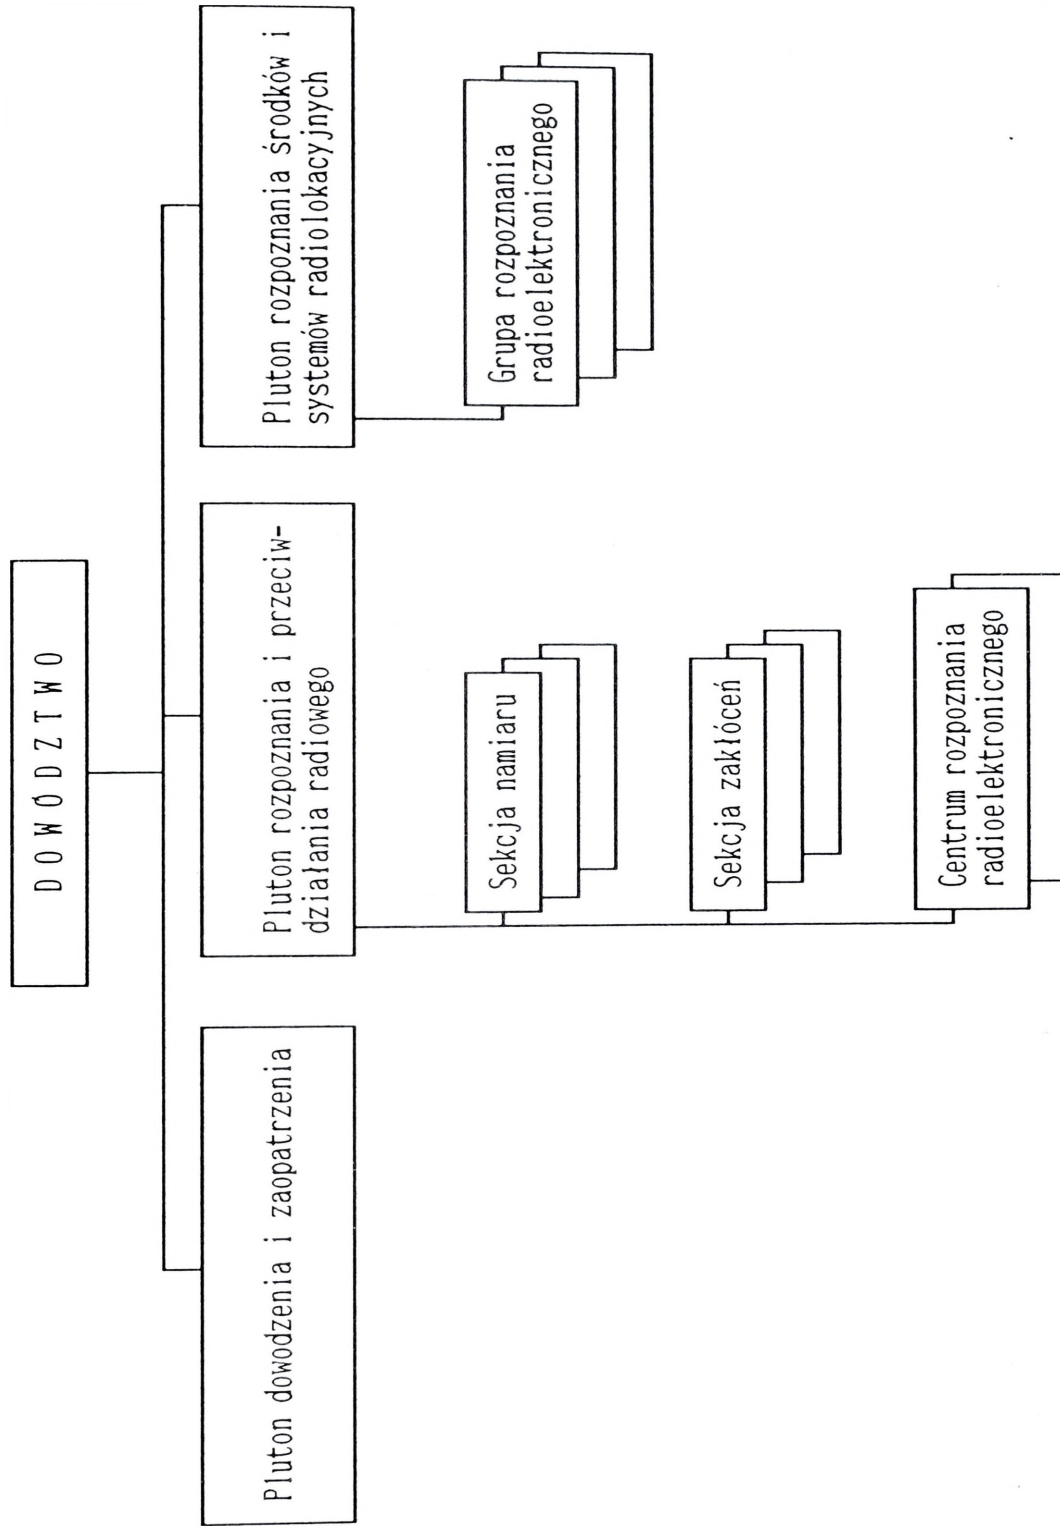 DOWÓDZTWO
Pluton dowodzenia i zaopatrzenia
Pluton rozpoznania i przeciw-
działania radiowego
Sekcja namiaru
Sekcja zakłóceń
Centrum rozpoznania
radioelektronicznego
Pluton rozpoznania środków i
systemów radiolokacyjnych
Grupa rozpoznania
radioelektronicznego